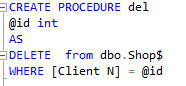 CREATE PROCEDURE del
@id int
AS
DELETE  from dbo.Shop$
WHERE [Client N] = @id